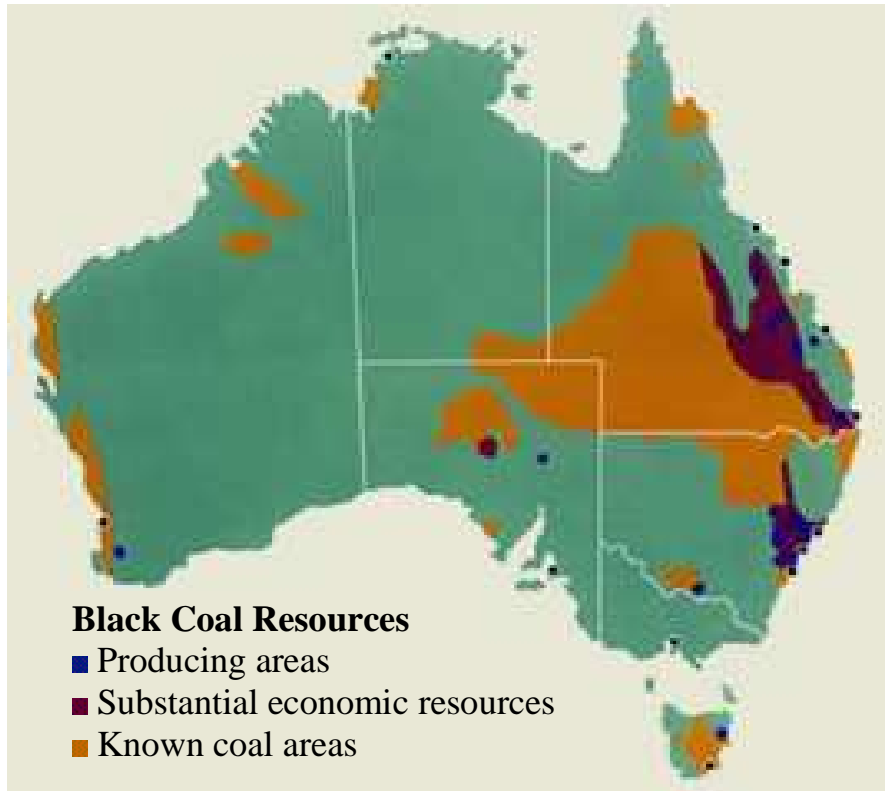 Black Coal Resources
Producing areas
Substantial economic resources
Known coal areas